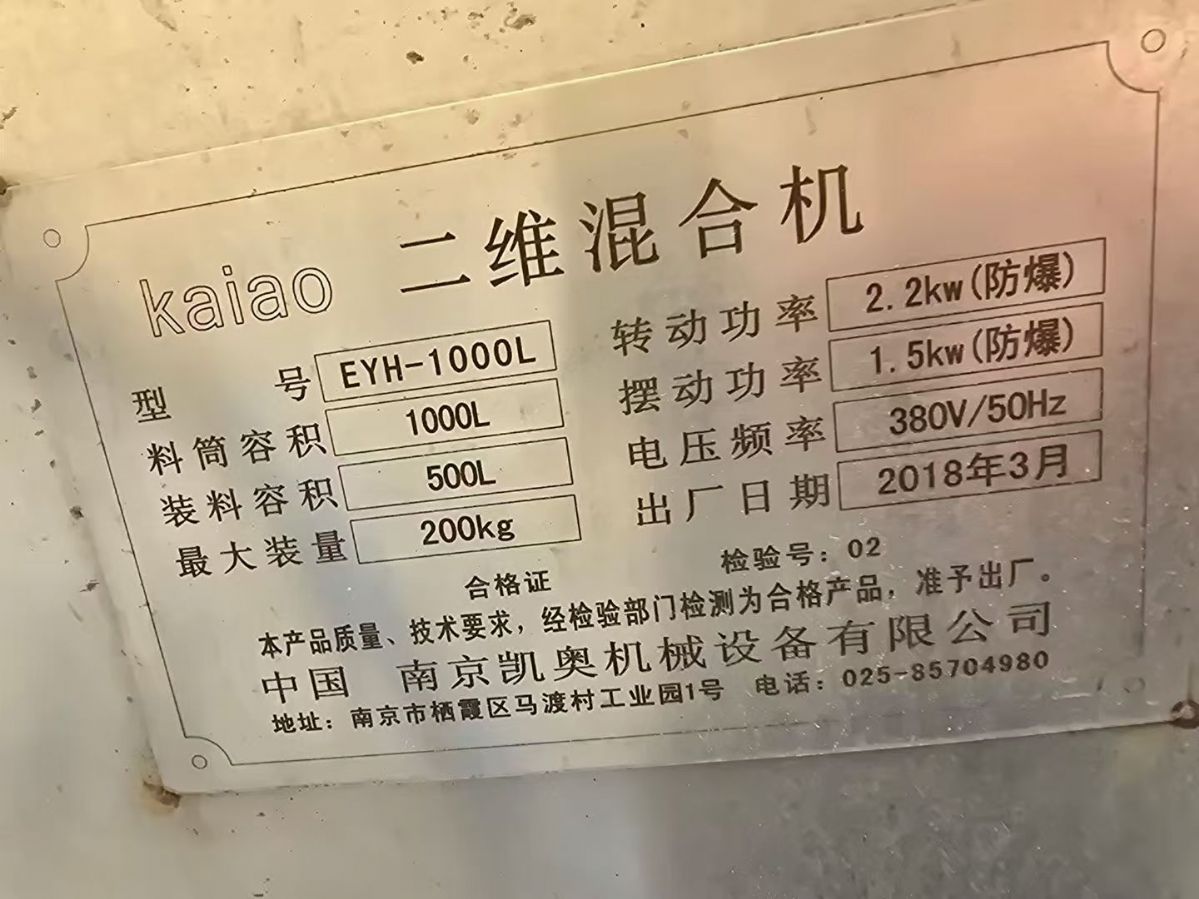 kaiao 二维混合机
型号 EYH-1000L 转动功率 2.2kw(防爆)
料筒容积 1000L 摆动功率 1.5kw(防爆)
装料容积 500L 电压频率 380V/50Hz
最大装量 200kg 出厂日期 2018年3月
合格证 检验号：02
本产品质量、技术要求，经检验部门检测为合格产品，准予出厂。
中国 南京凯奥机械设备有限公司
地址：南京市栖霞区马渡村工业园1号 电话：025-85704980